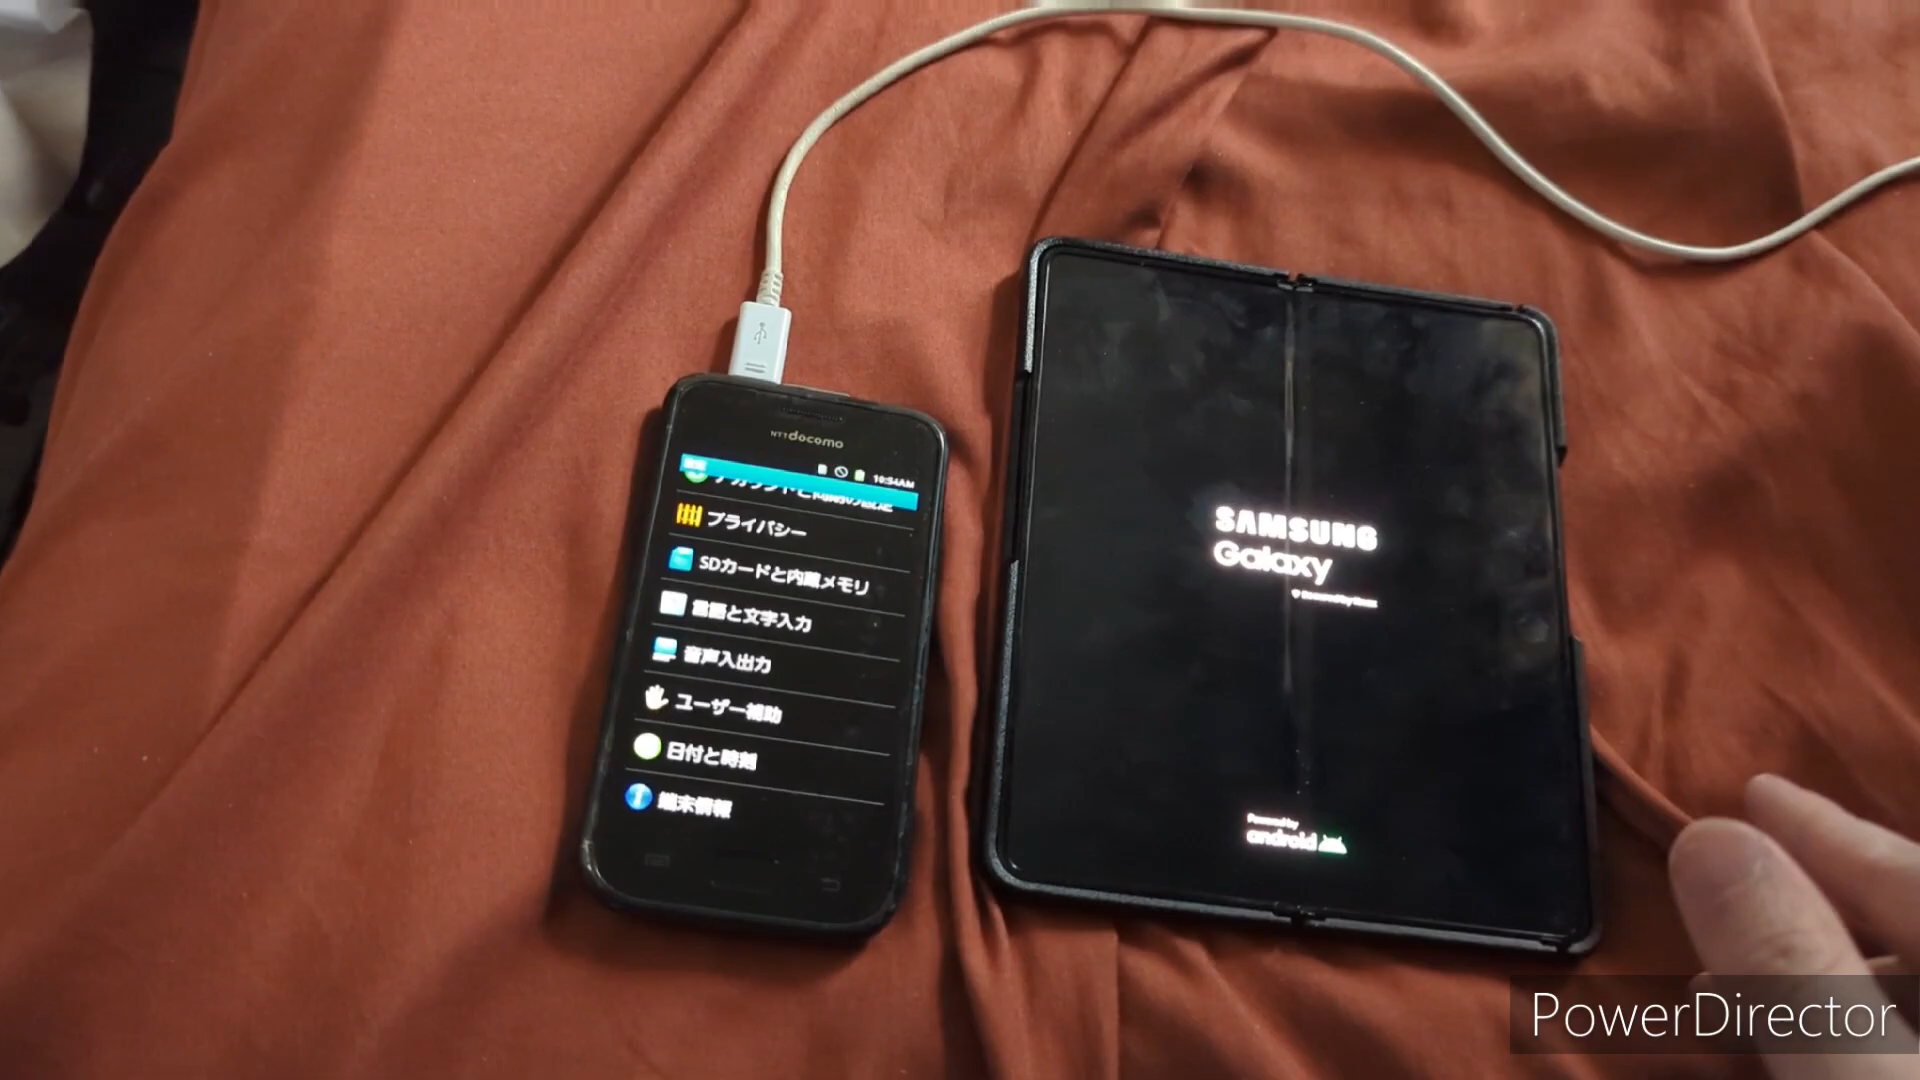 NTTdocomo
10:54AM
プライバシー
SDカードと内蔵メモリ
言語と文字入力
音声入出力
ユーザー補助
日付と時刻
端末情報
SAMSUNG
Galaxy
Powered by
android
PowerDirector